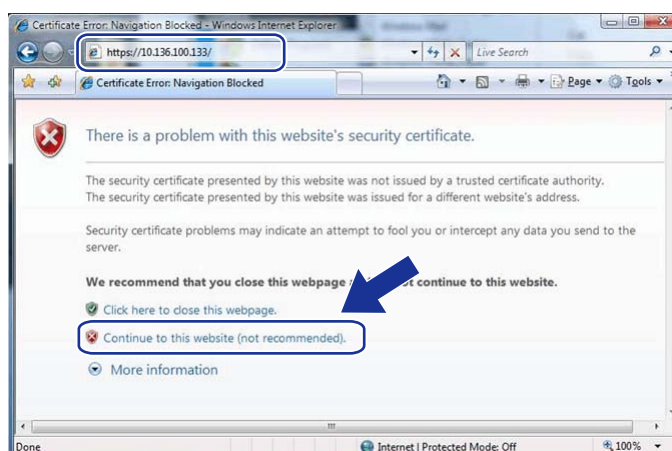 Certificate Error: Navigation Blocked - Windows Internet Explorer
https://10.136.100.133/
Live Search
Certificate Error: Navigation Blocked
Page
Tools
There is a problem with this website's security certificate.
The security certificate presented by this website was not issued by a trusted certificate authority.
The security certificate presented by this website was issued for a different website's address.
Security certificate problems may indicate an attempt to fool you or intercept any data you send to the
server.
We recommend that you close this webpage not continue to this website.
Click here to close this webpage.
Continue to this website (not recommended).
More information
Done
Internet | Protected Mode: Off
100%